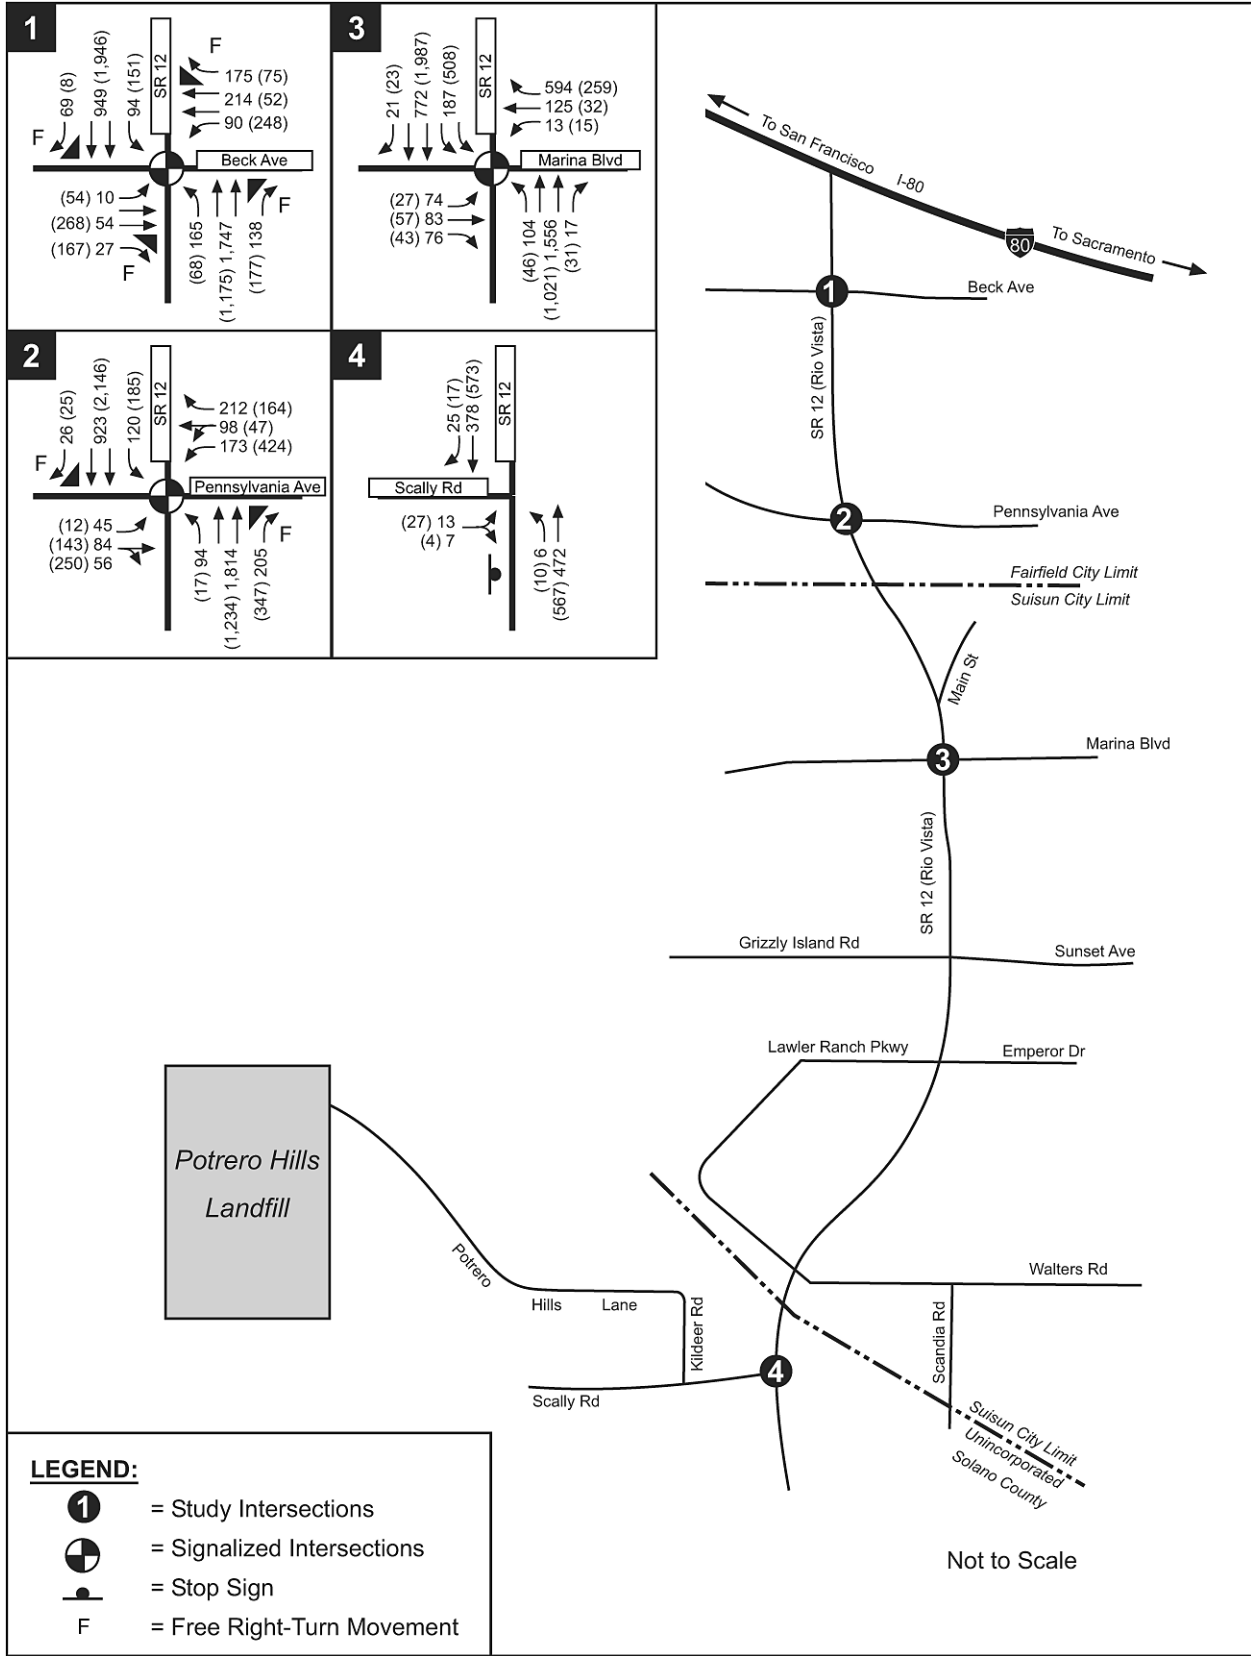 1
SR 12
F
69 (8)
949 (1,946)
94 (151)
F
175 (75)
214 (52)
90 (248)
Beck Ave
(54) 10
(268) 54
(167) 27
F
(68) 165
(1,175) 1,747
(177) 138
F
3
SR 12
21 (23)
772 (1,987)
187 (508)
594 (259)
125 (32)
13 (15)
Marina Blvd
(27) 74
(57) 83
(43) 76
(46) 104
(1,021) 1,556
(31) 17
2
SR 12
F
26 (25)
923 (2,146)
120 (185)
212 (164)
98 (47)
173 (424)
Pennsylvania Ave
(12) 45
(143) 84
(250) 56
(17) 94
(1,234) 1,814
(347) 205
F
4
SR 12
25 (17)
378 (573)
Scally Rd
(27) 13
(4) 7
(10) 6
(567) 472
To San Francisco
I-80
80
To Sacramento
1
Beck Ave
SR 12 (Rio Vista)
2
Pennsylvania Ave
Fairfield City Limit
Suisun City Limit
Main St
3
Marina Blvd
SR 12 (Rio Vista)
Grizzly Island Rd
Sunset Ave
Lawler Ranch Pkwy
Emperor Dr
Potrero Hills
Landfill
Potrero
Hills
Lane
Kildeer Rd
Walters Rd
Scandia Rd
4
Scally Rd
Suisun City Limit
Unincorporated
Solano County
Not to Scale
LEGEND:
1 = Study Intersections
= Signalized Intersections
= Stop Sign
F = Free Right-Turn Movement